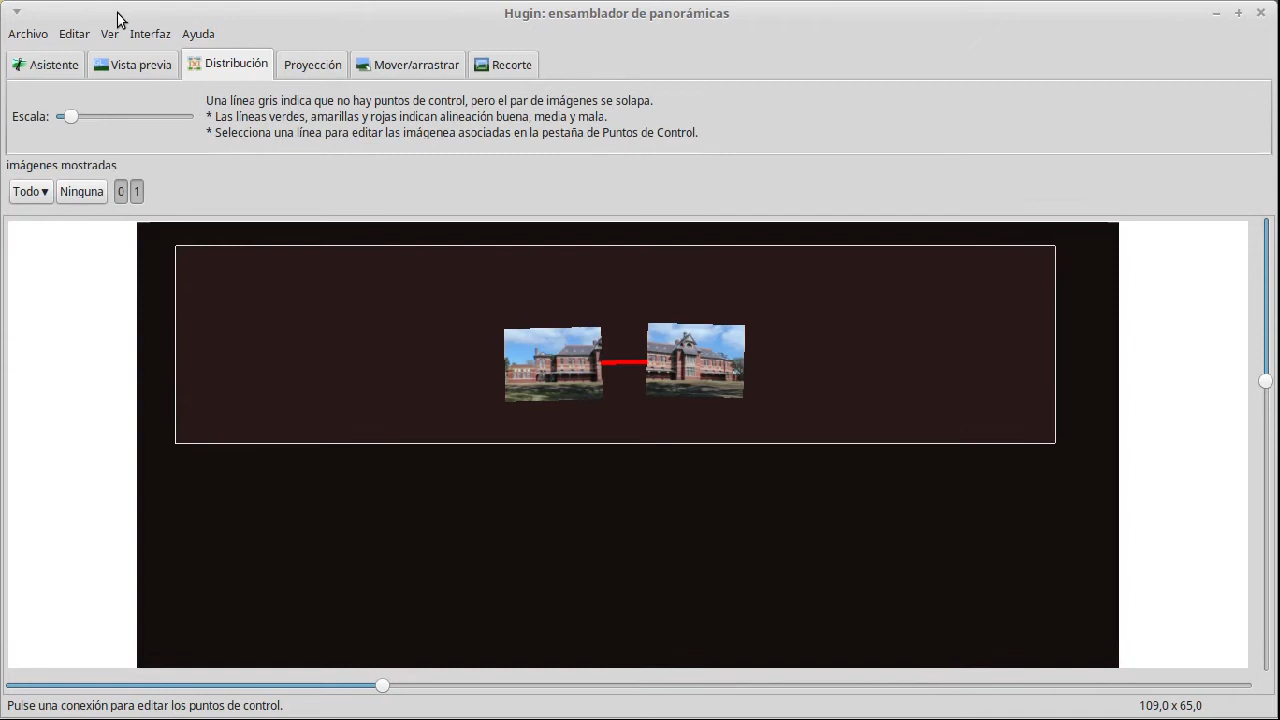 Hugin: ensamblador de panorámicas
Archivo Editar Ver Interfaz Ayuda
Asistente Vista previa Distribución Proyección Mover/arrastrar Recorte
Una línea gris indica que no hay puntos de control, pero el par de imágenes se solapa.
Escala:
* Las líneas verdes, amarillas y rojas indican alineación buena, media y mala.
* Selecciona una línea para editar las imágenea asociadas en la pestaña de Puntos de Control.
imágenes mostradas
Todo▾ Ninguna 0 1
Pulse una conexión para editar los puntos de control. 109,0 x 65,0